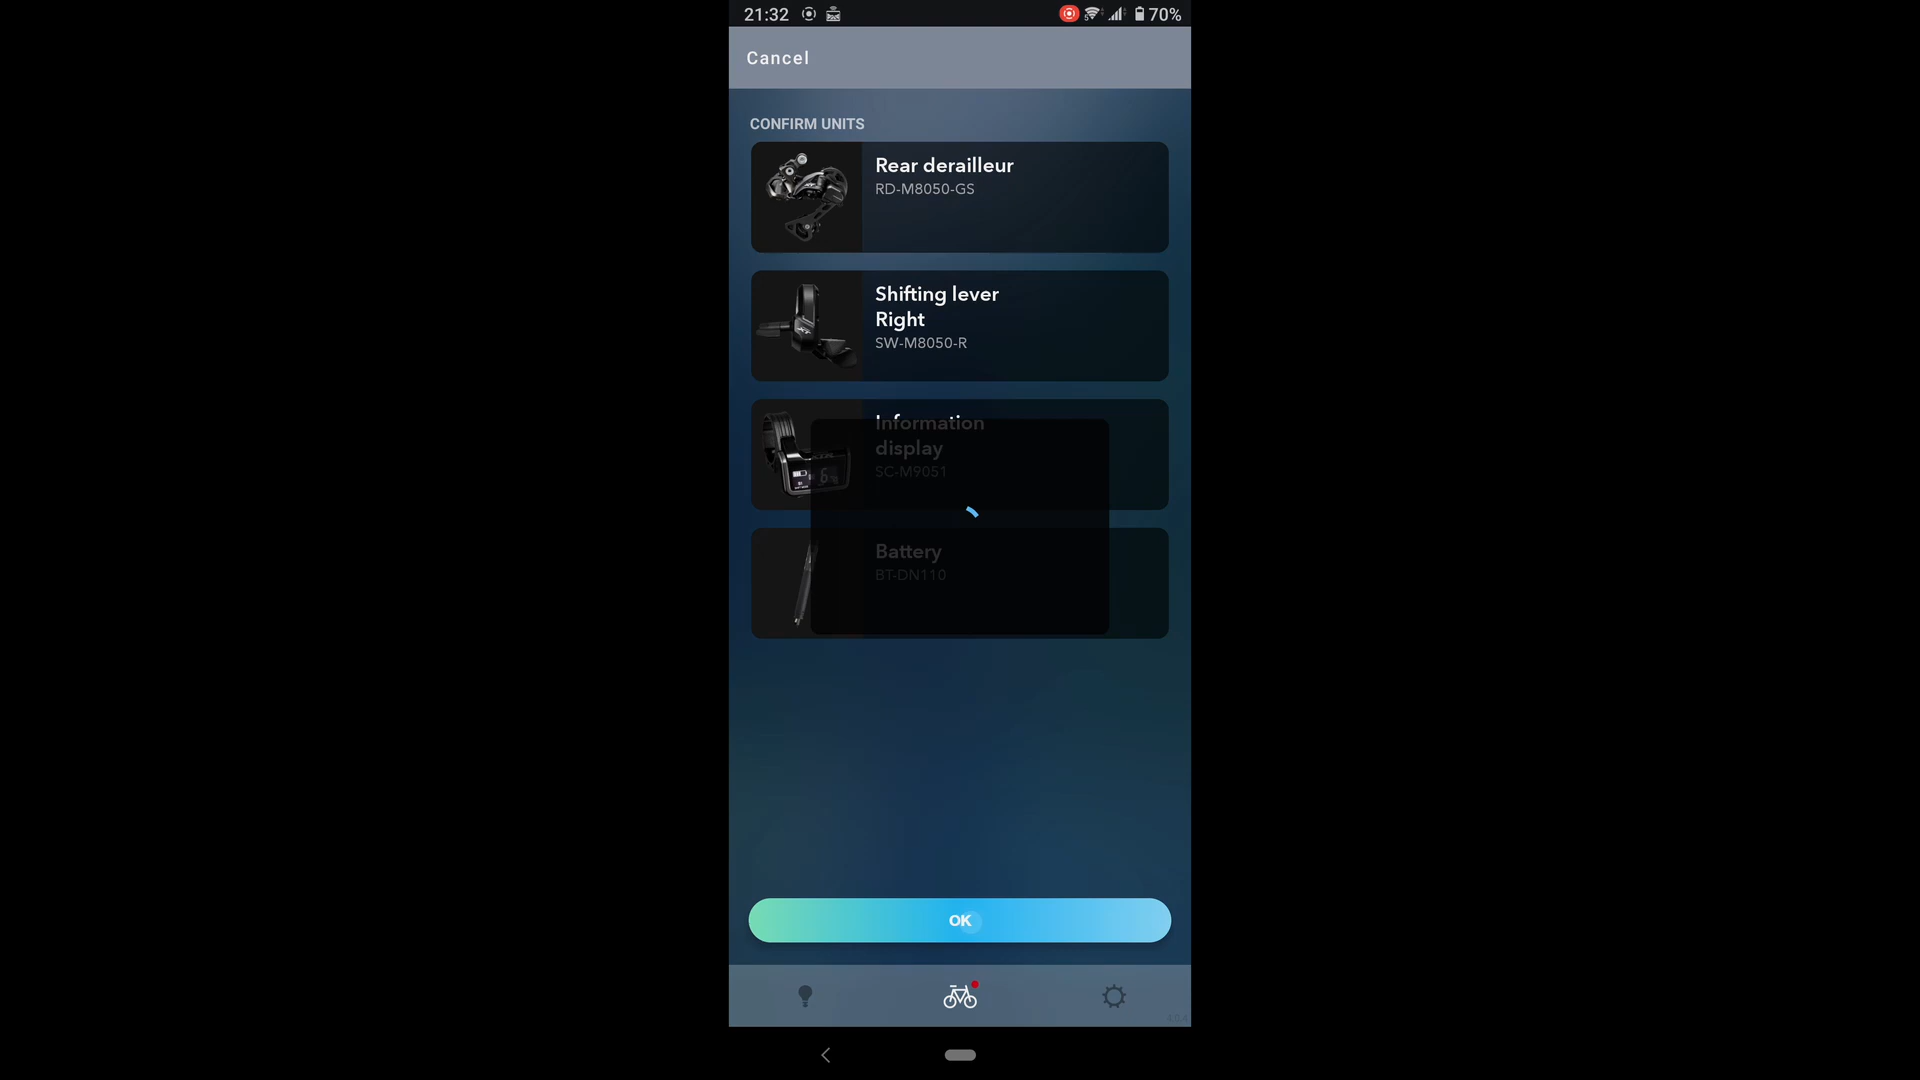 21:32
70%
Cancel
CONFIRM UNITS
Rear derailleur
RD-M8050-GS
Shifting lever
Right
SW-M8050-R
Information
display
SC-M9051
Battery
BT-DN110
OK